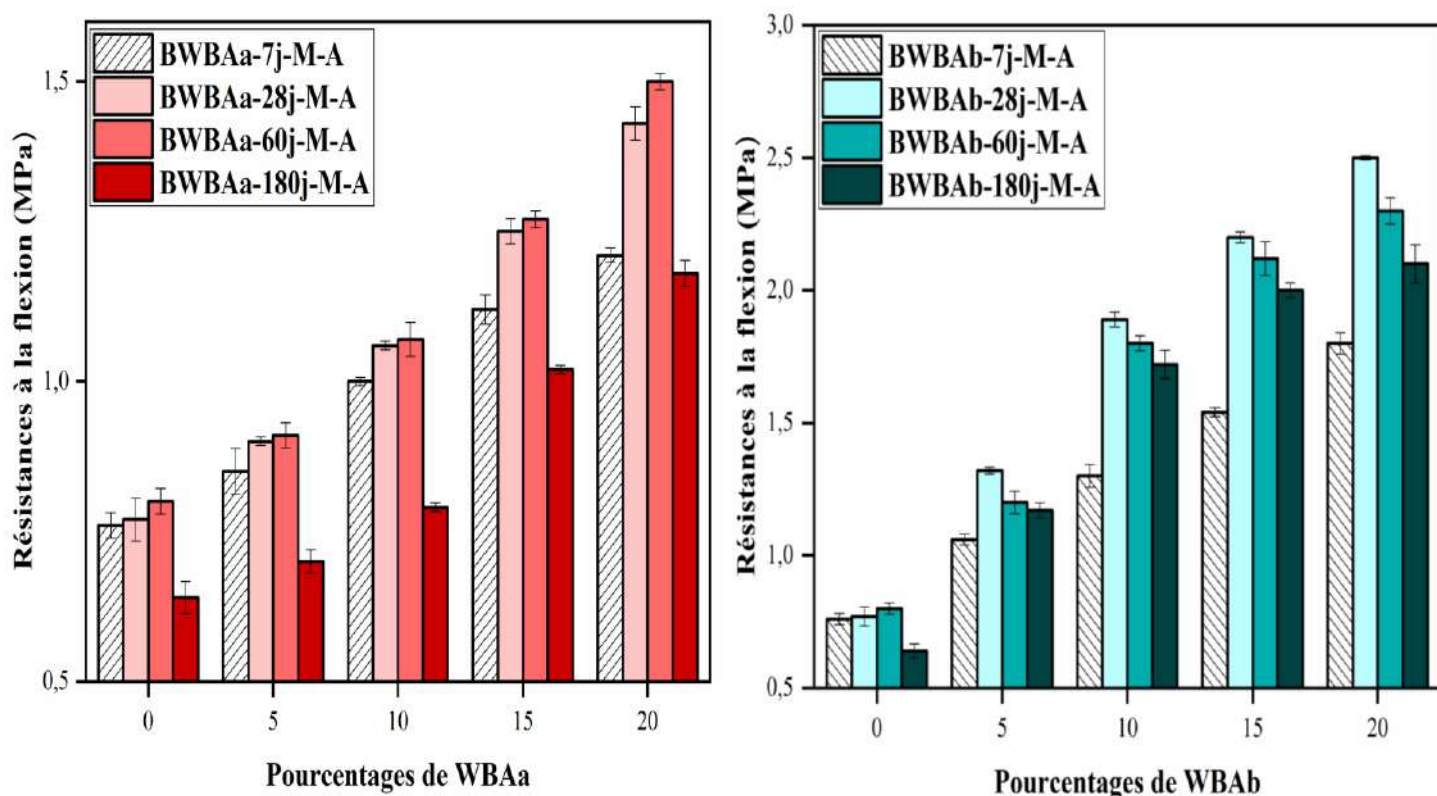 BWBAa-7j-M-A
BWBAa-28j-M-A
BWBAa-60j-M-A
BWBAa-180j-M-A
Résistances à la flexion (MPa)
1,5
1,0
0,5
0 5 10 15 20
Pourcentages de WBAa
BWBAb-7j-M-A
BWBAb-28j-M-A
BWBAb-60j-M-A
BWBAb-180j-M-A
Résistances à la flexion (MPa)
3,0
2,5
2,0
1,5
1,0
0,5
0 5 10 15 20
Pourcentages de WBAb